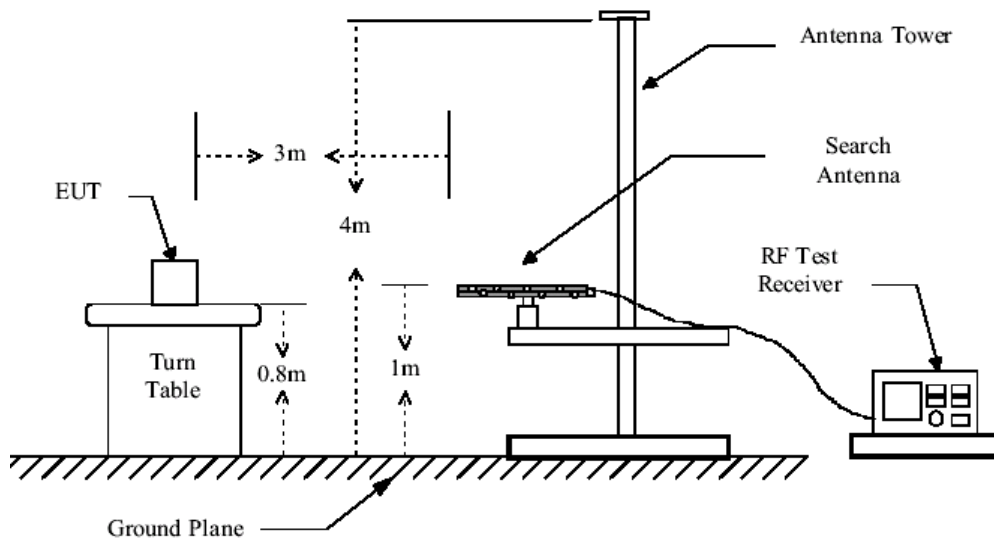 Antenna Tower
3m
Search
Antenna
EUT
4m
RF Test
Receiver
Turn
Table
0.8m
1m
Ground Plane